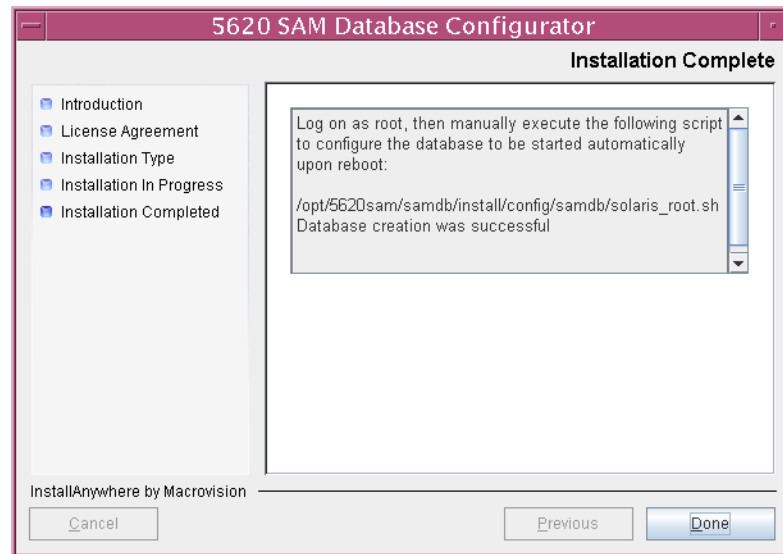 5620 SAM Database Configurator
Installation Complete
Introduction
License Agreement
Installation Type
Installation In Progress
Installation Completed
Log on as root, then manually execute the following script
to configure the database to be started automatically
upon reboot:
/opt/5620sam/samdb/install/config/samdb/solaris_root.sh
Database creation was successful
InstallAnywhere by Macrovision
Cancel
Previous
Done